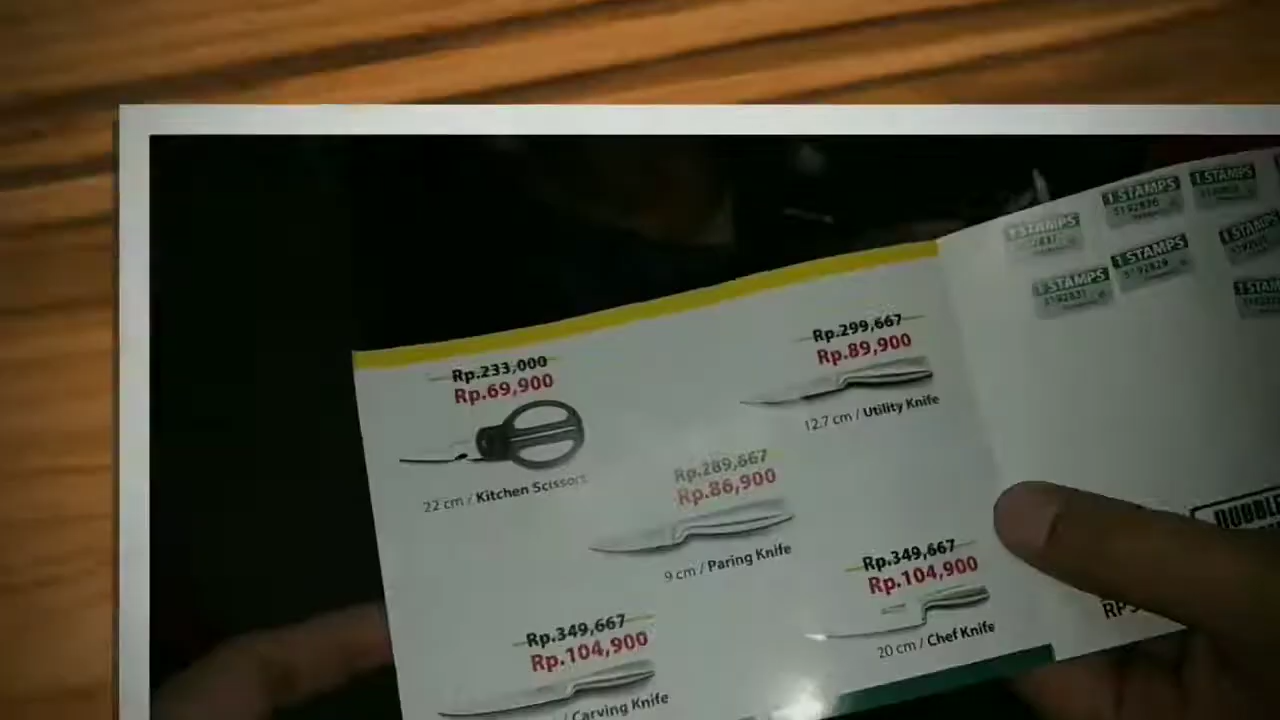 Rp.233,000
Rp.69,900
22 cm / Kitchen Scissors
Rp.299,667
Rp.89,900
12.7 cm / Utility Knife
Rp.289,667
Rp.86,900
9 cm / Paring Knife
Rp.349,667
Rp.104,900
20 cm / Chef Knife
Rp.349,667
Rp.104,900
/ Carving Knife
1 STAMPS
1 STAMPS
5192836
1 STAMPS
1 STAMPS
5192831
1 STAMPS
5192829